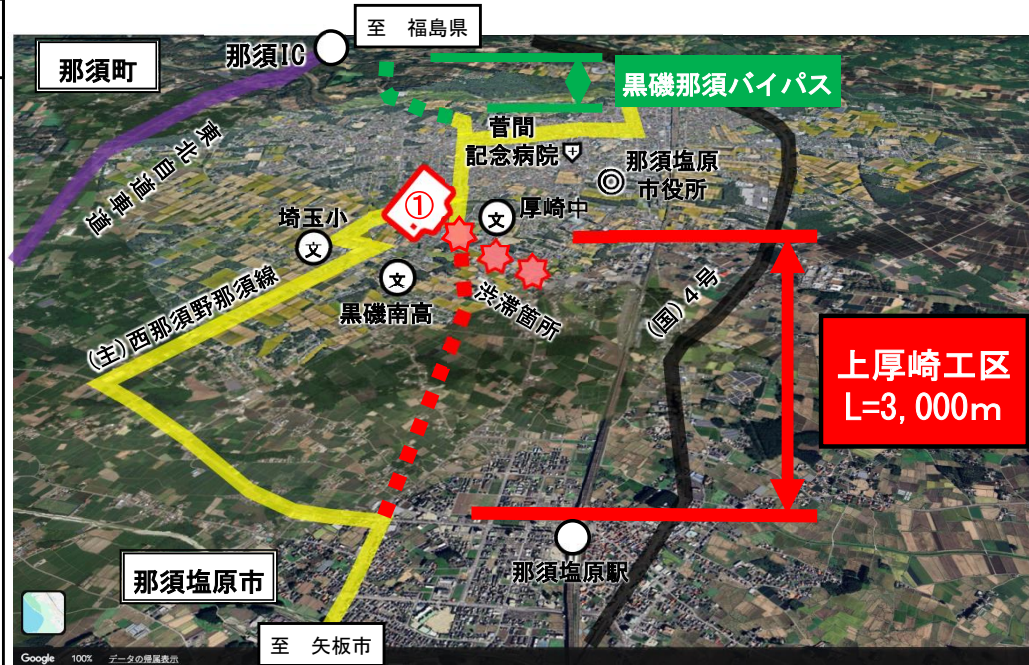 至 福島県
那須町
那須IC
黒磯那須バイパス
東北自道車道
菅間
記念病院
那須塩原
市役所
①
埼玉小
文
文
厚崎中
文
黒磯南高
渋滞箇所
(主)西那須野那須線
(国)4号
上厚崎工区
L=3,000m
那須塩原市
那須塩原駅
至 矢板市
Google 100% データの帰属表示